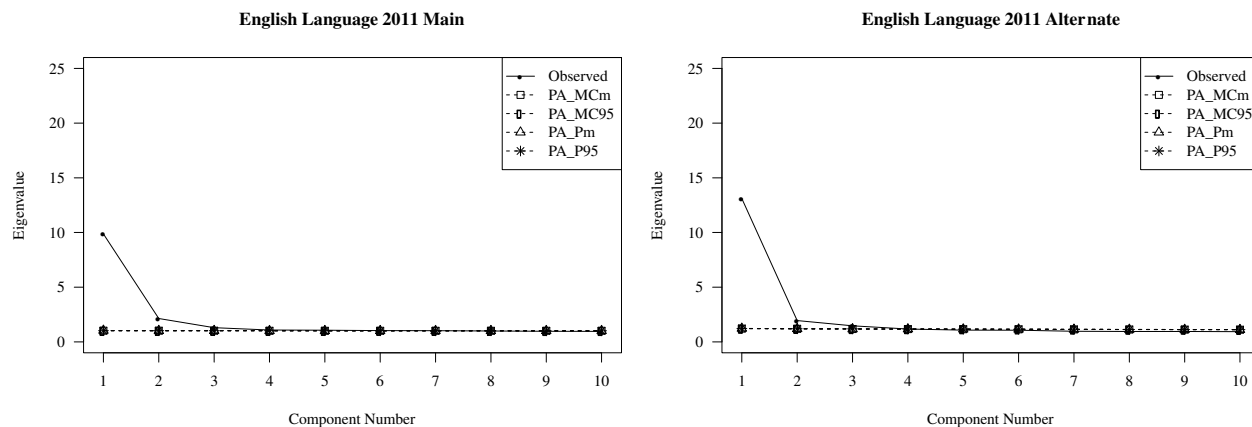 English Language 2011 Main
25
20
15
10
5
0
Eigenvalue
1 2 3 4 5 6 7 8 9 10
Component Number
Observed
PA_MCm
PA_MC95
PA_Pm
PA_P95
English Language 2011 Alternate
25
20
15
10
5
0
Eigenvalue
1 2 3 4 5 6 7 8 9 10
Component Number
Observed
PA_MCm
PA_MC95
PA_Pm
PA_P95